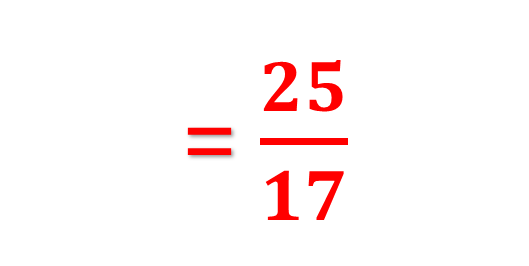 = 25/17